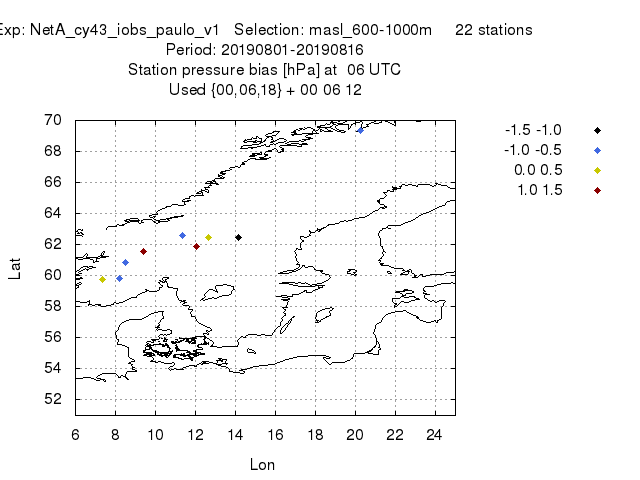 Exp: NetA_cy43_iobs_paulo_v1 Selection: masl_600-1000m 22 stations
Period: 20190801-20190816
Station pressure bias [hPa] at 06 UTC
Used {00,06,18} + 00 06 12
70
68
66
64
62
60
58
56
54
52
Lat
6 8 10 12 14 16 18 20 22 24
Lon
-1.5 -1.0
-1.0 -0.5
0.0 0.5
1.0 1.5